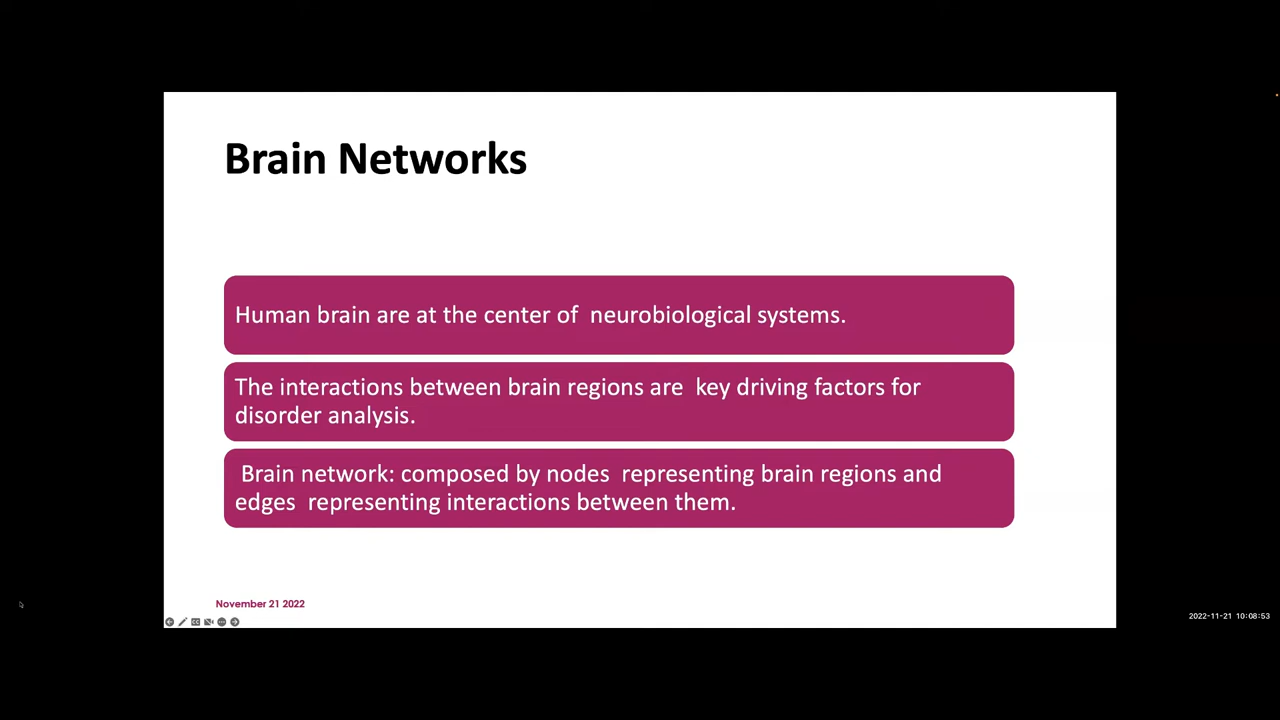 Brain Networks
Human brain are at the center of  neurobiological systems.
The interactions between brain regions are  key driving factors for
disorder analysis.
Brain network: composed by nodes  representing brain regions and
edges  representing interactions between them.
November 21 2022
2022-11-21 10:08:53